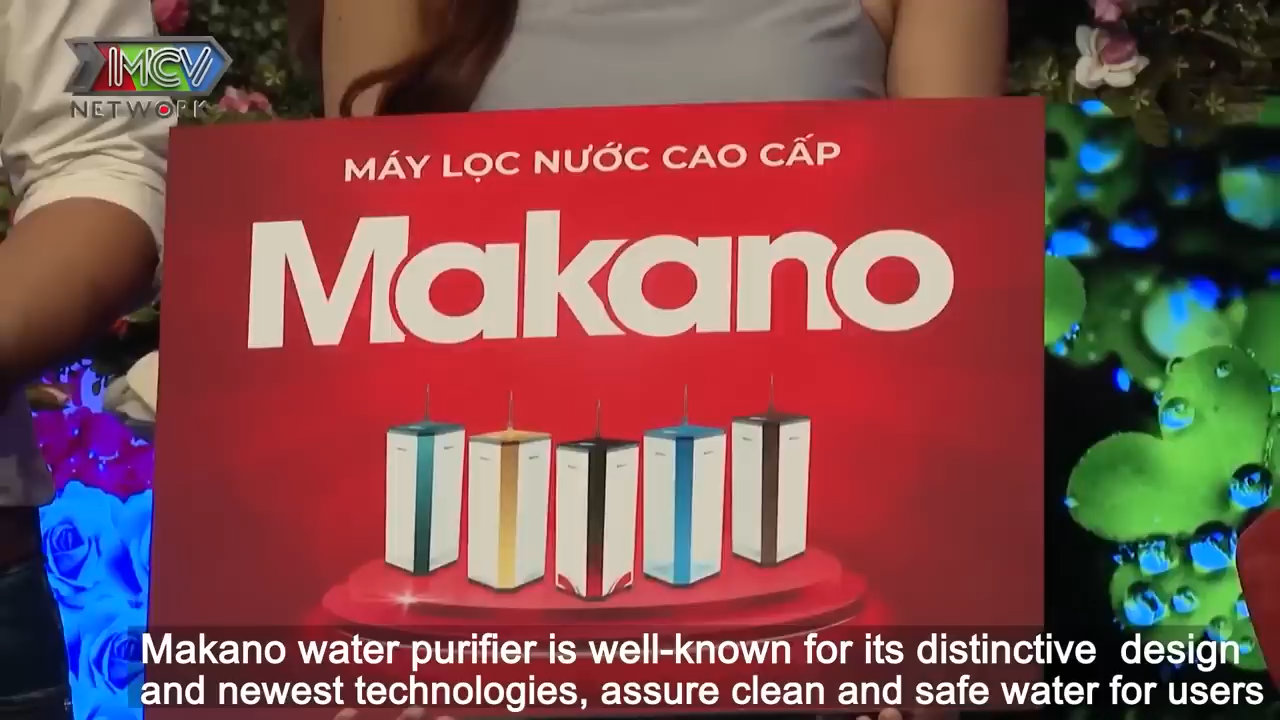 MCV
NETWORK
MÁY LỌC NƯỚC CAO CẤP
Makano
Makano water purifier is well-known for its distinctive design
and newest technologies, assure clean and safe water for users